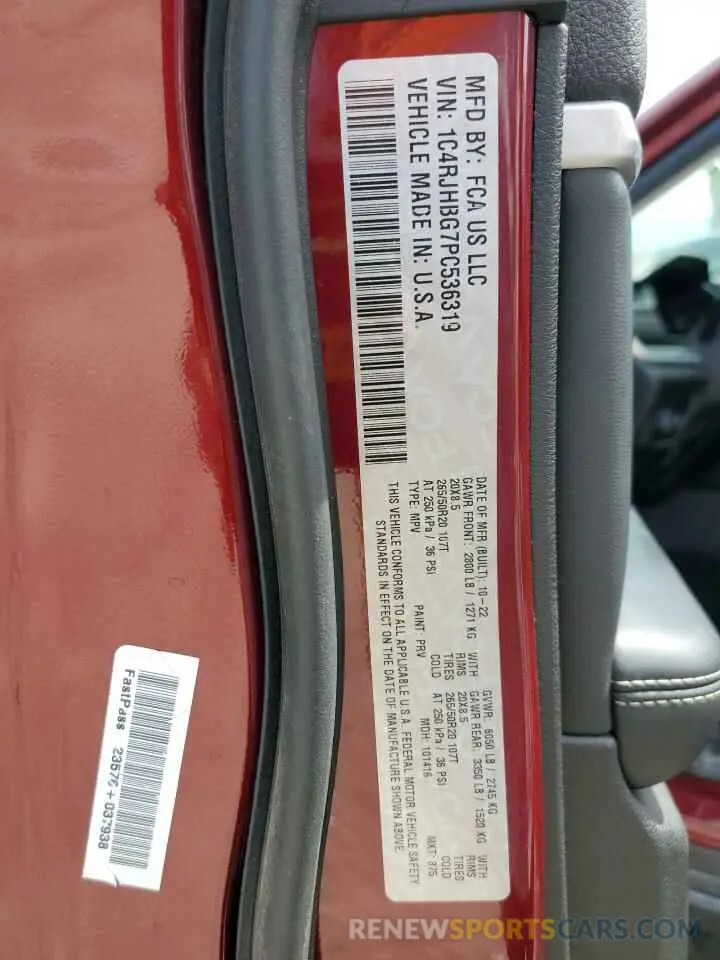 MFD BY: FCA US LLC
VIN: 1C4RJHBG7PC536319
VEHICLE MADE IN: U.S.A.
DATE OF MFR (BUILT): 10-22 GVWR: 6050 LB / 2745 KG
GAWR FRONT: 2800 LB / 1271 KG WITH GAWR REAR: 3350 LB / 1520 KG WITH
20X8.5 RIMS 20X8.5 RIMS
265/50R20 107T TIRES 265/50R20 107T TIRES
AT 250 kPa / 36 PSi COLD AT 250 kPa / 36 PSi COLD
TYPE: MPV PAINT: PRV MDH: 101416 MKT: 875
THIS VEHICLE CONFORMS TO ALL APPLICABLE U.S.A. FEDERAL MOTOR VEHICLE SAFETY
STANDARDS IN EFFECT ON THE DATE OF MANUFACTURE SHOWN ABOVE.
FastPass 23576+037938
RENEWSPORTSCARS.COM